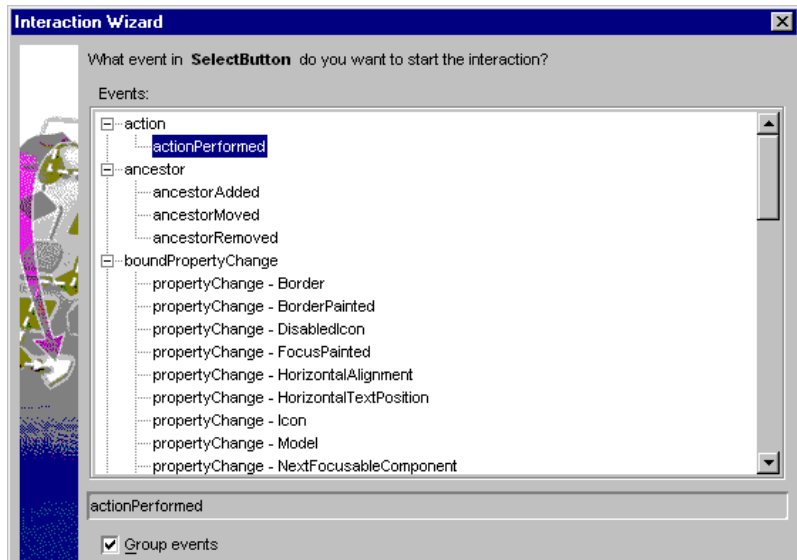 Interaction Wizard
What event in SelectButton do you want to start the interaction?
Events:
action
actionPerformed
ancestor
ancestorAdded
ancestorMoved
ancestorRemoved
boundPropertyChange
propertyChange - Border
propertyChange - BorderPainted
propertyChange - DisabledIcon
propertyChange - FocusPainted
propertyChange - HorizontalAlignment
propertyChange - HorizontalTextPosition
propertyChange - Icon
propertyChange - Model
propertyChange - NextFocusableComponent
actionPerformed
Group events